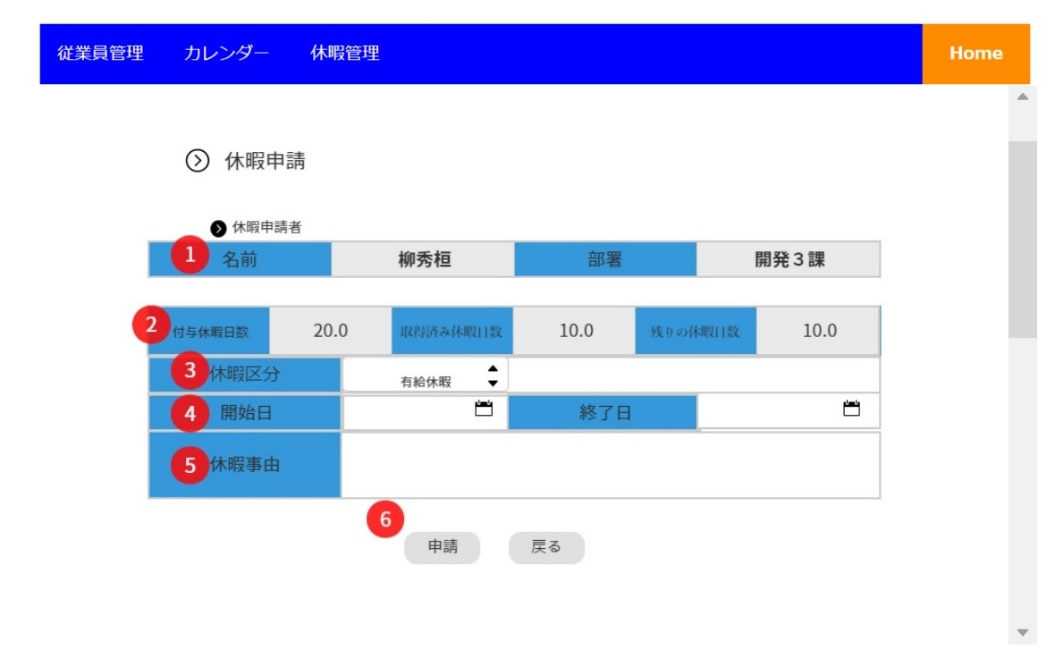 従業員管理 カレンダー 休暇管理 Home
休暇申請
休暇申請者
1 名前 柳秀桓 部署 開発3課
2 付与休暇日数 20.0 取得済み休暇日数 10.0 残りの休暇日数 10.0
3 休暇区分 有給休暇
4 開始日 終了日
5 休暇事由
6
申請 戻る